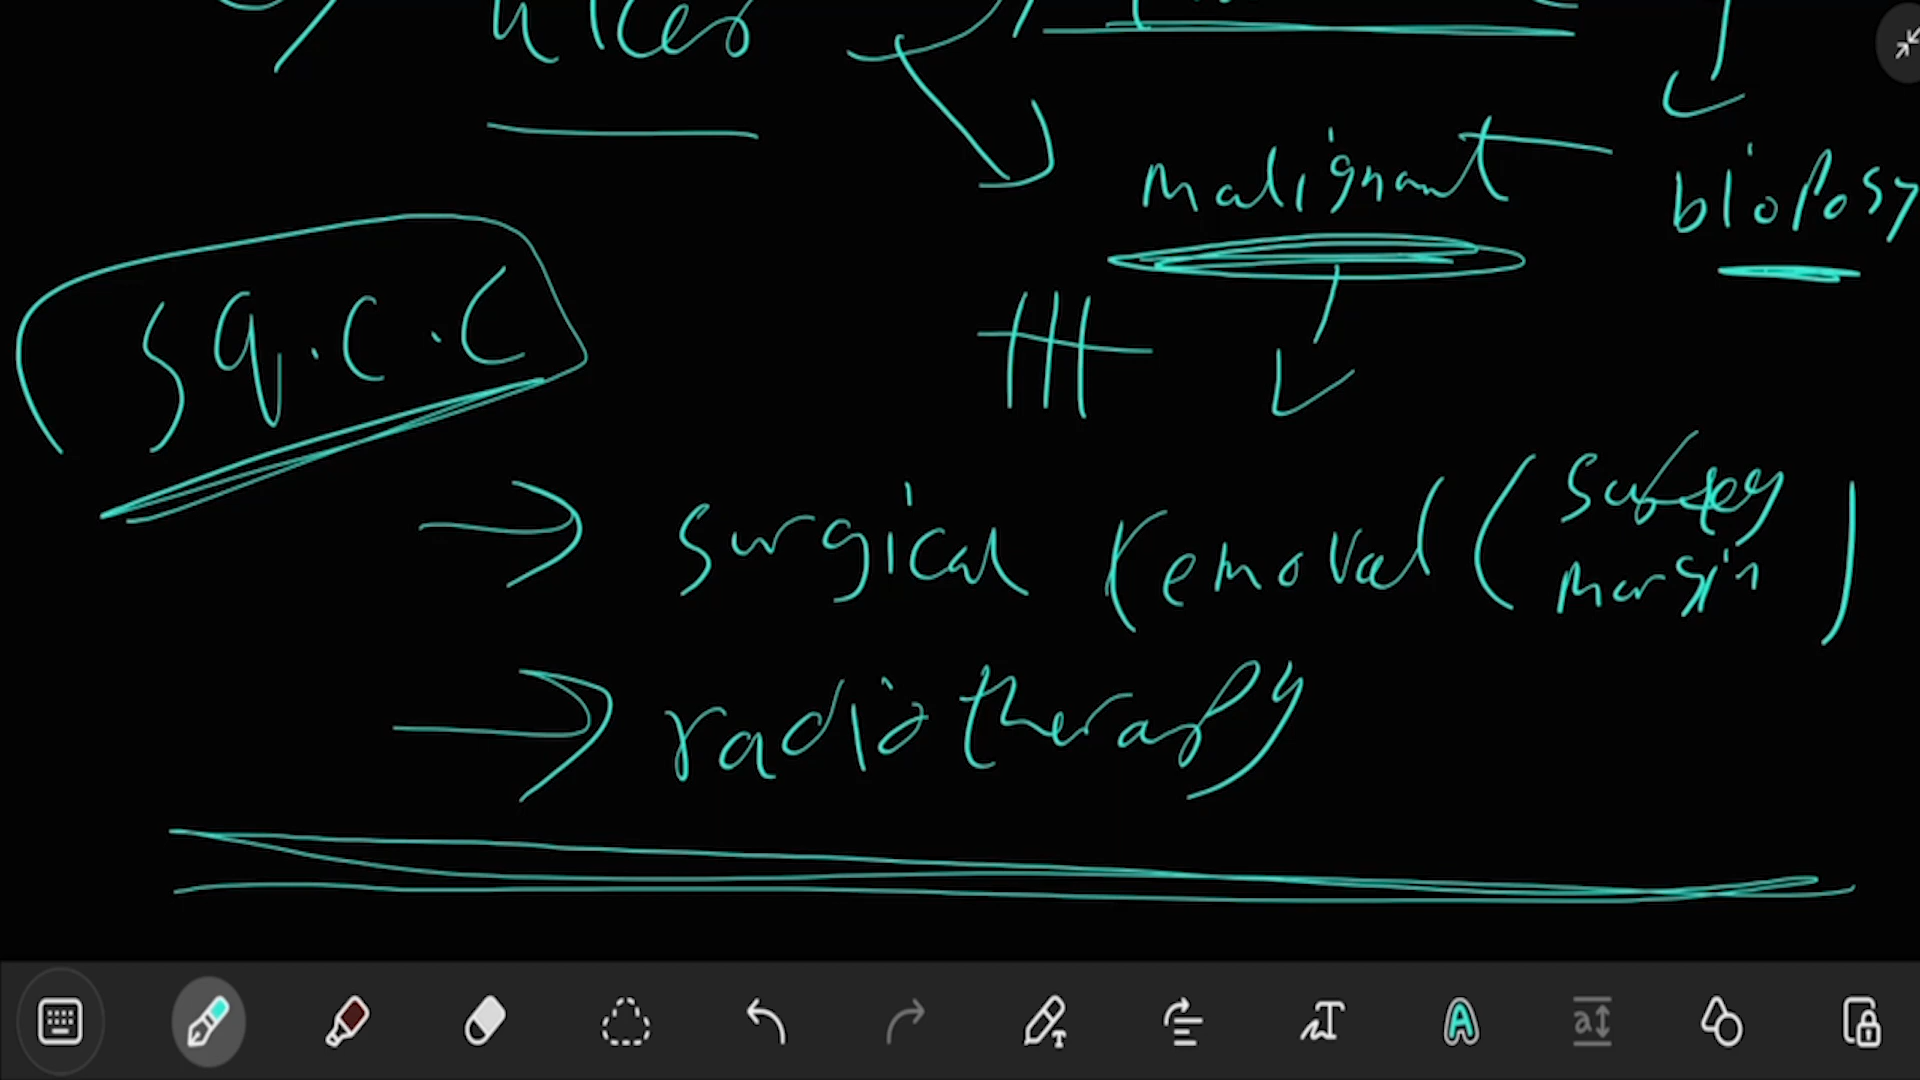 ulcer
malignant
biopsy
sq.c.c
surgical removal (safety
margin)
radiotherapy